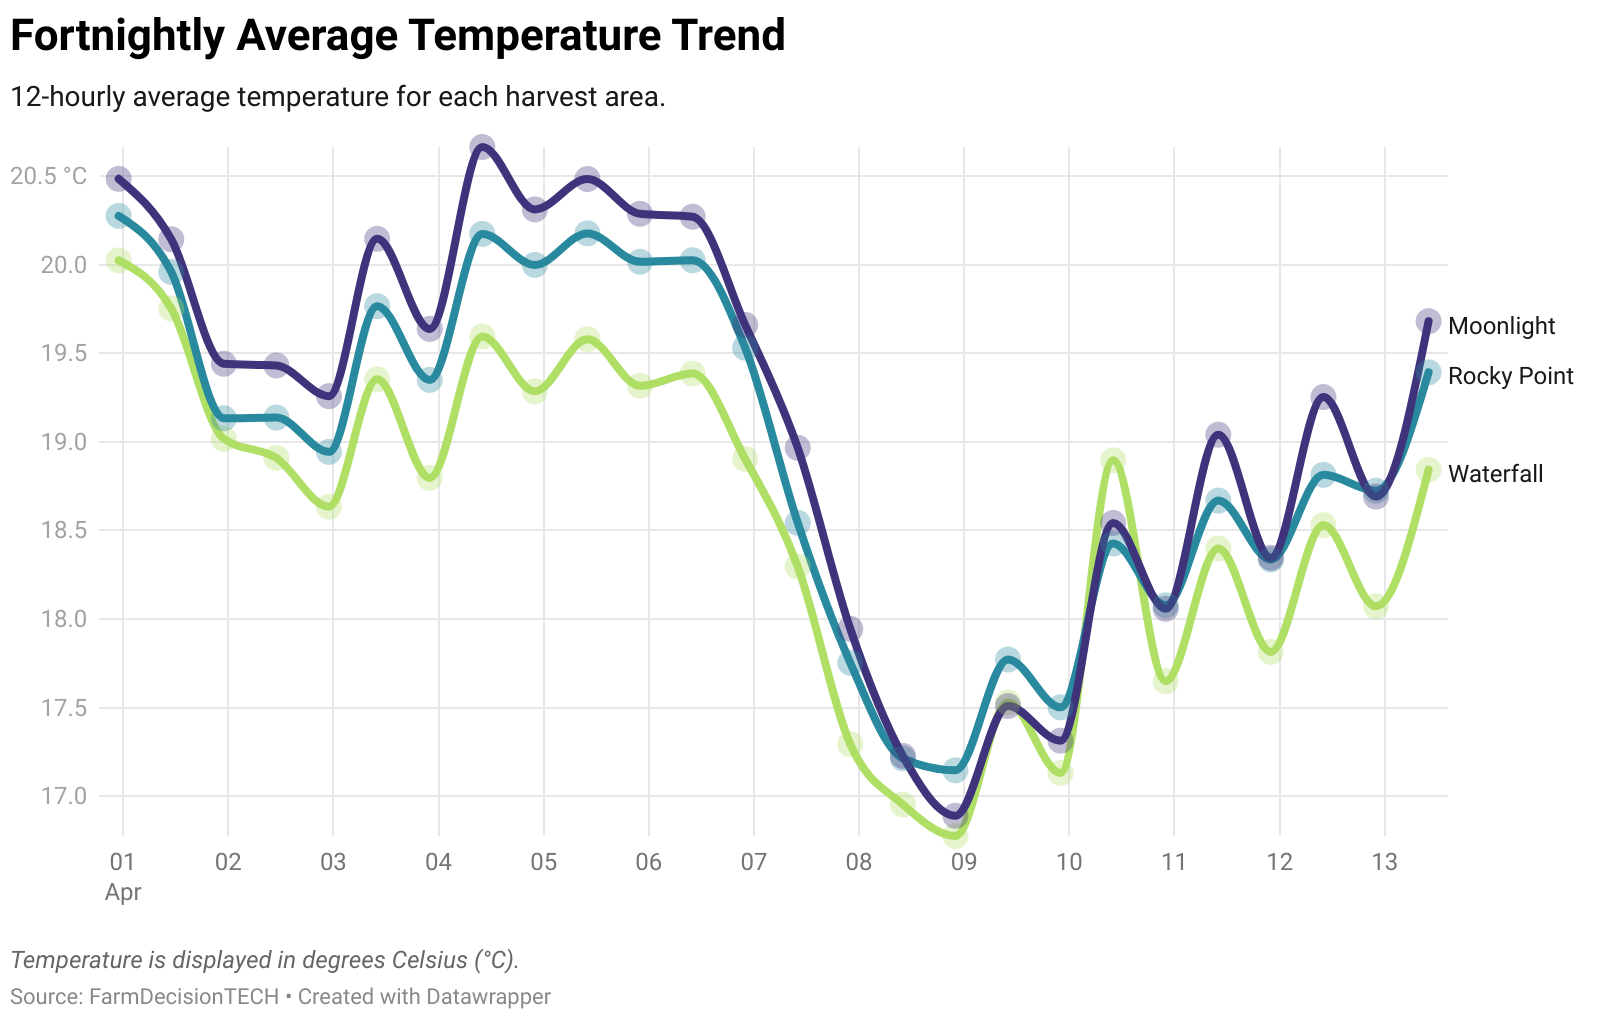 Fortnightly Average Temperature Trend
12-hourly average temperature for each harvest area.
20.5 °C
20.0
19.5
19.0
18.5
18.0
17.5
17.0
Moonlight
Rocky Point
Waterfall
01 02 03 04 05 06 07 08 09 10 11 12 13
Apr
Temperature is displayed in degrees Celsius (°C).
Source: FarmDecisionTECH • Created with Datawrapper